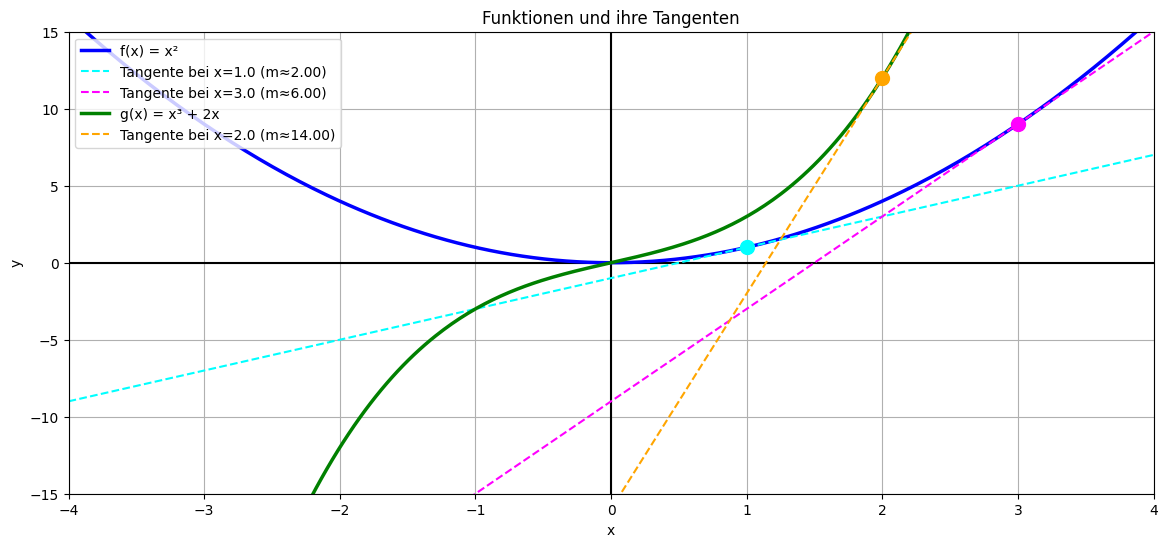 Funktionen und ihre Tangenten
f(x) = x²
Tangente bei x=1.0 (m≈2.00)
Tangente bei x=3.0 (m≈6.00)
g(x) = x³ + 2x
Tangente bei x=2.0 (m≈14.00)
15
10
5
0
−5
−10
−15
y
−4 −3 −2 −1 0 1 2 3 4
x